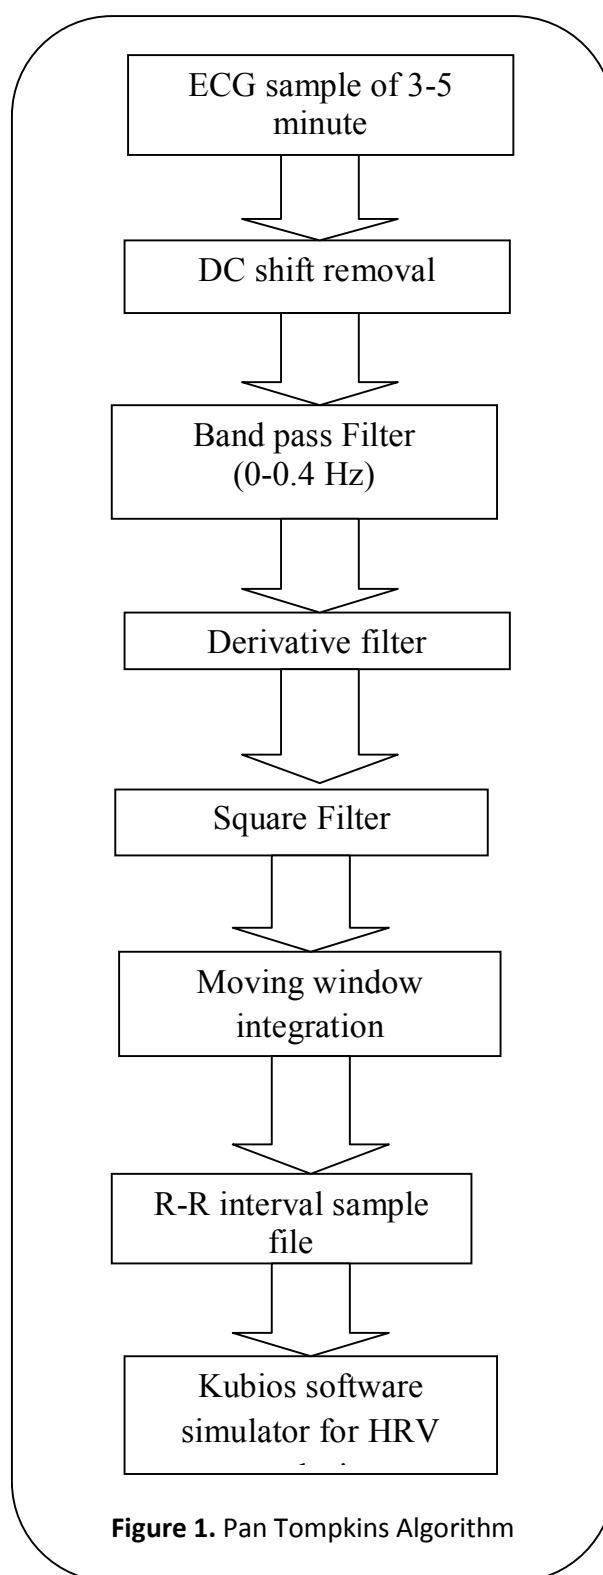 ECG sample of 3-5
minute
DC shift removal
Band pass Filter
(0-0.4 Hz)
Derivative filter
Square Filter
Moving window
integration
R-R interval sample
file
Kubios software
simulator for HRV
Figure 1. Pan Tompkins Algorithm